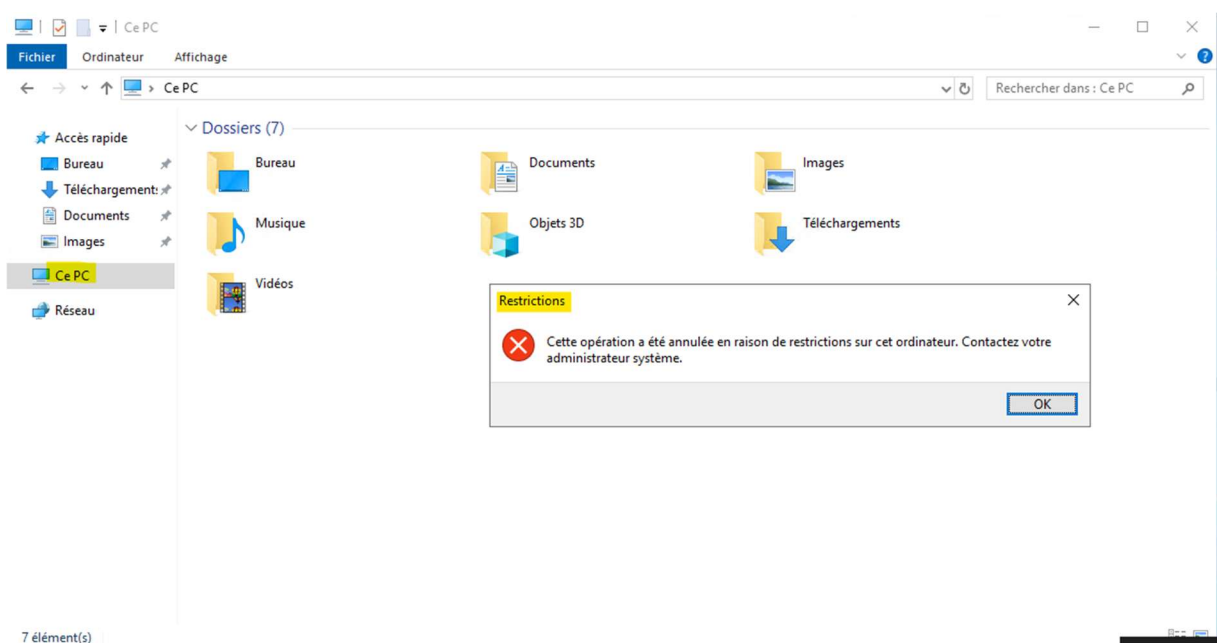 Ce PC
Fichier Ordinateur Affichage
Ce PC
Rechercher dans : Ce PC
Accès rapide
Bureau
Téléchargement:
Documents
Images
Ce PC
Réseau
Dossiers (7)
Bureau
Documents
Images
Musique
Objets 3D
Téléchargements
Vidéos
Restrictions
Cette opération a été annulée en raison de restrictions sur cet ordinateur. Contactez votre
administrateur système.
OK
7 élément(s)